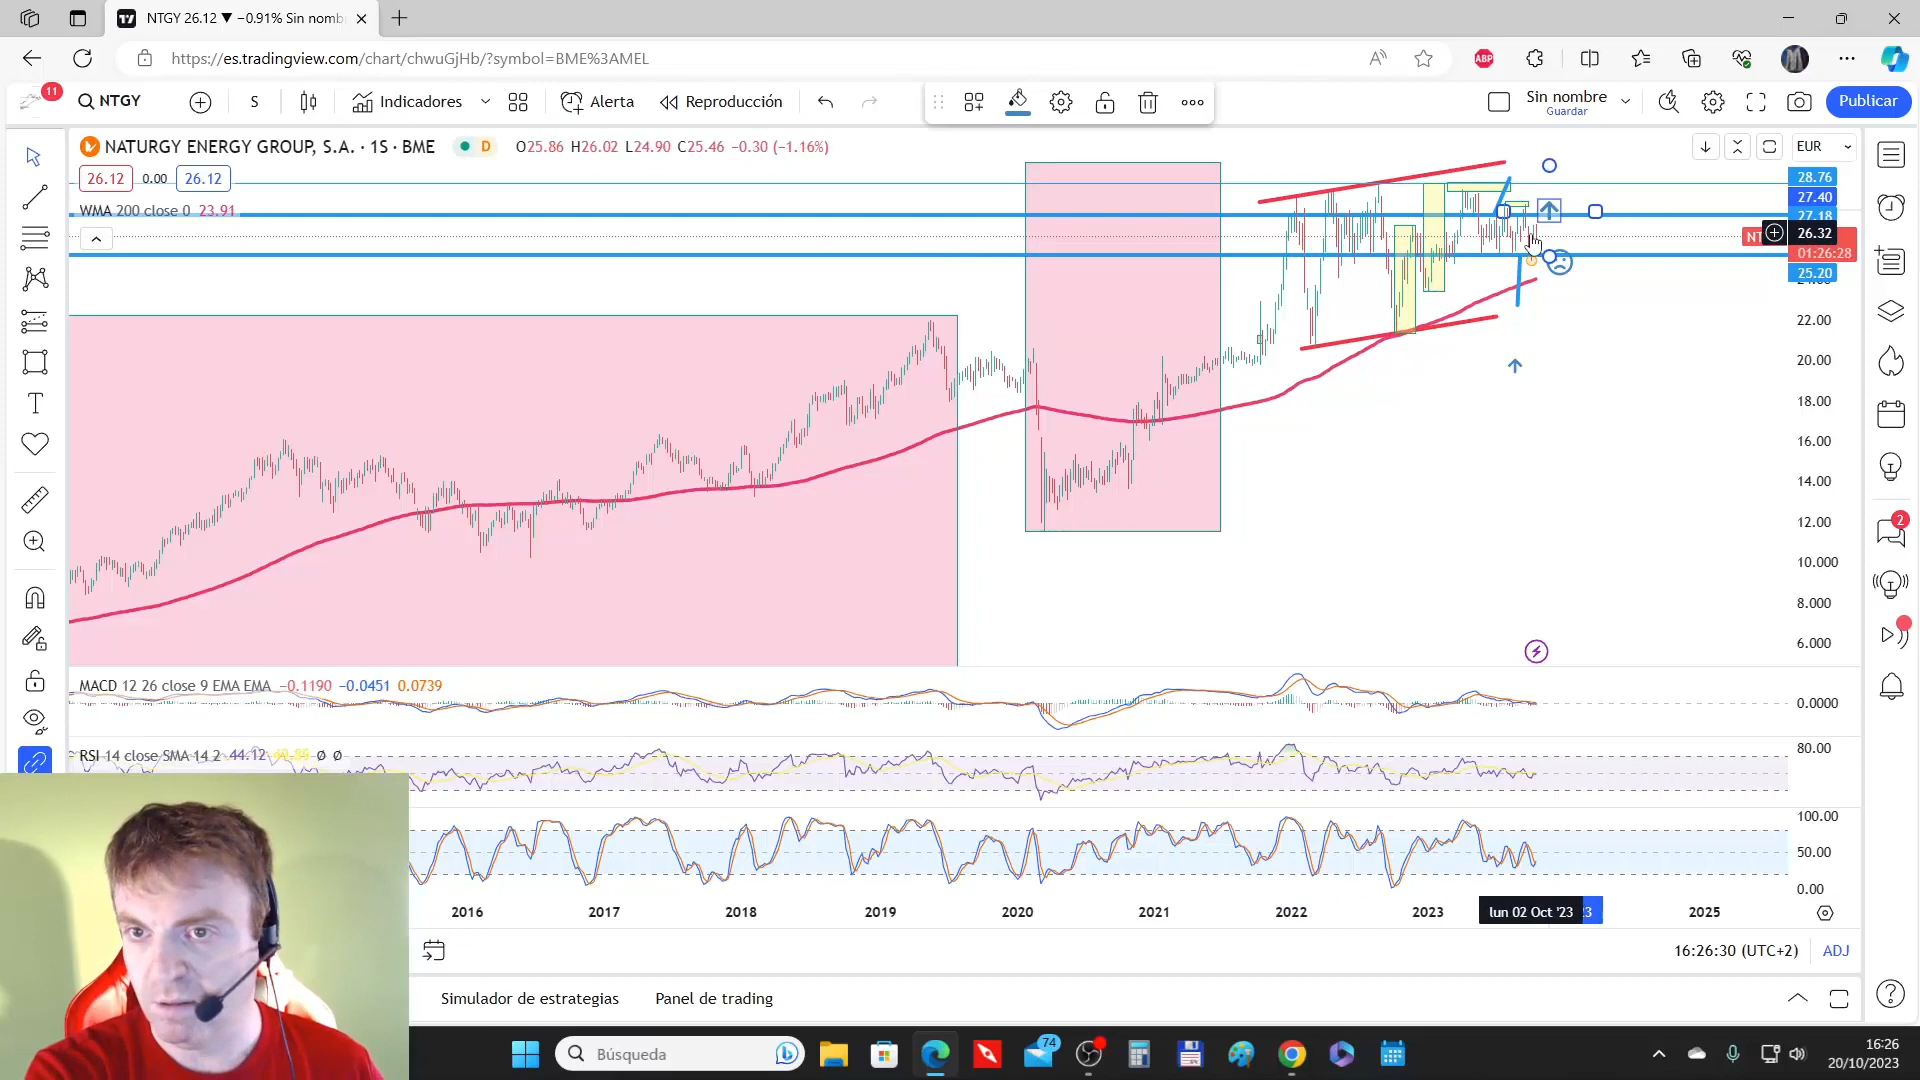 NTGY 26.12 ▼ −0.91% Sin nomb
https://es.tradingview.com/chart/chwuGjHb/?symbol=BME%3AMEL
ABP
11
NTGY
S
Indicadores
Alerta
Reproducción
Sin nombre
Guardar
Publicar
NATURGY ENERGY GROUP, S.A. · 1S · BME
D
O25.86 H26.02 L24.90 C25.46 −0.30 (−1.16%)
EUR
26.12
0.00
26.12
WMA 200 close 0 23.91
28.76
27.40
27.18
26.32
NT
01:26:28
25.20
22.00
20.00
18.00
16.00
14.00
12.00
10.000
8.000
6.000
MACD 12 26 close 9 EMA EMA −0.1190 −0.0451 0.0739
0.0000
RSI 14 close SMA 14 2 44.12 Ø Ø
80.00
100.00
50.00
0.00
2016
2017
2018
2019
2020
2021
2022
2023
lun 02 Oct '23
3
2025
16:26:30 (UTC+2)
ADJ
Simulador de estrategias
Panel de trading
2
Búsqueda
74
16:26
20/10/2023